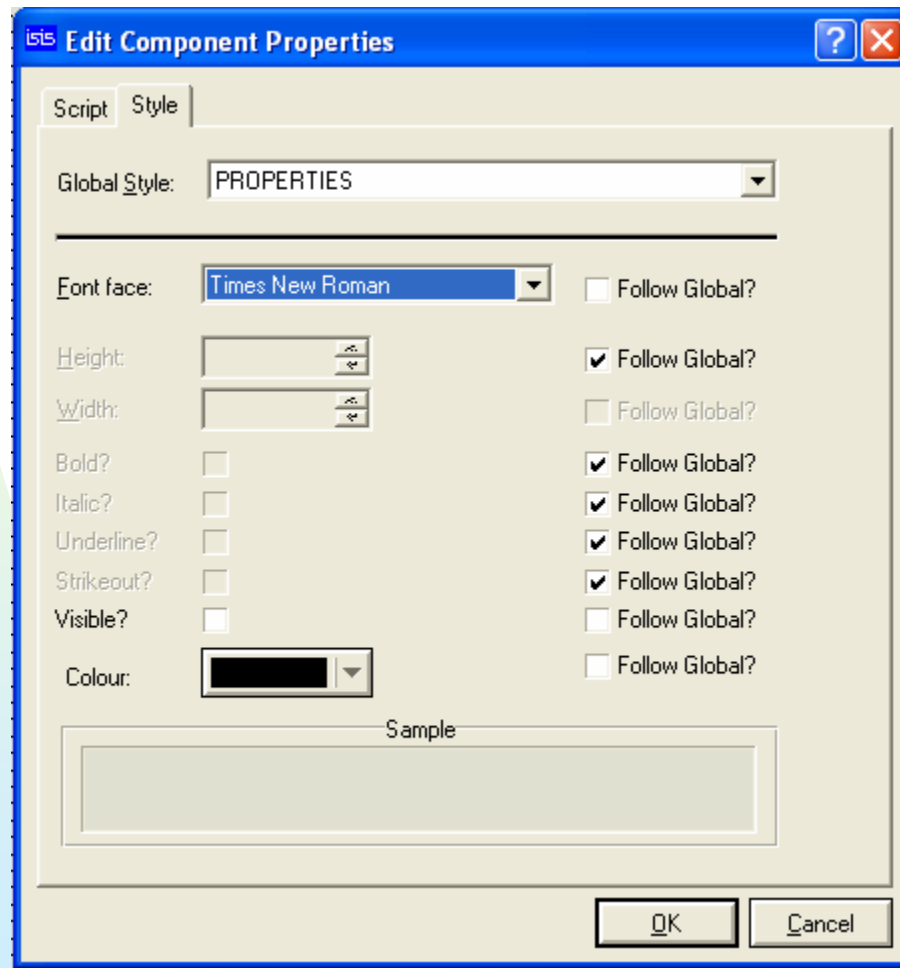 isis Edit Component Properties
Script Style
Global Style: PROPERTIES
Font face: Times New Roman Follow Global?
Height: Follow Global?
Width: Follow Global?
Bold? Follow Global?
Italic? Follow Global?
Underline? Follow Global?
Strikeout? Follow Global?
Visible? Follow Global?
Colour: Follow Global?
Sample
OK Cancel